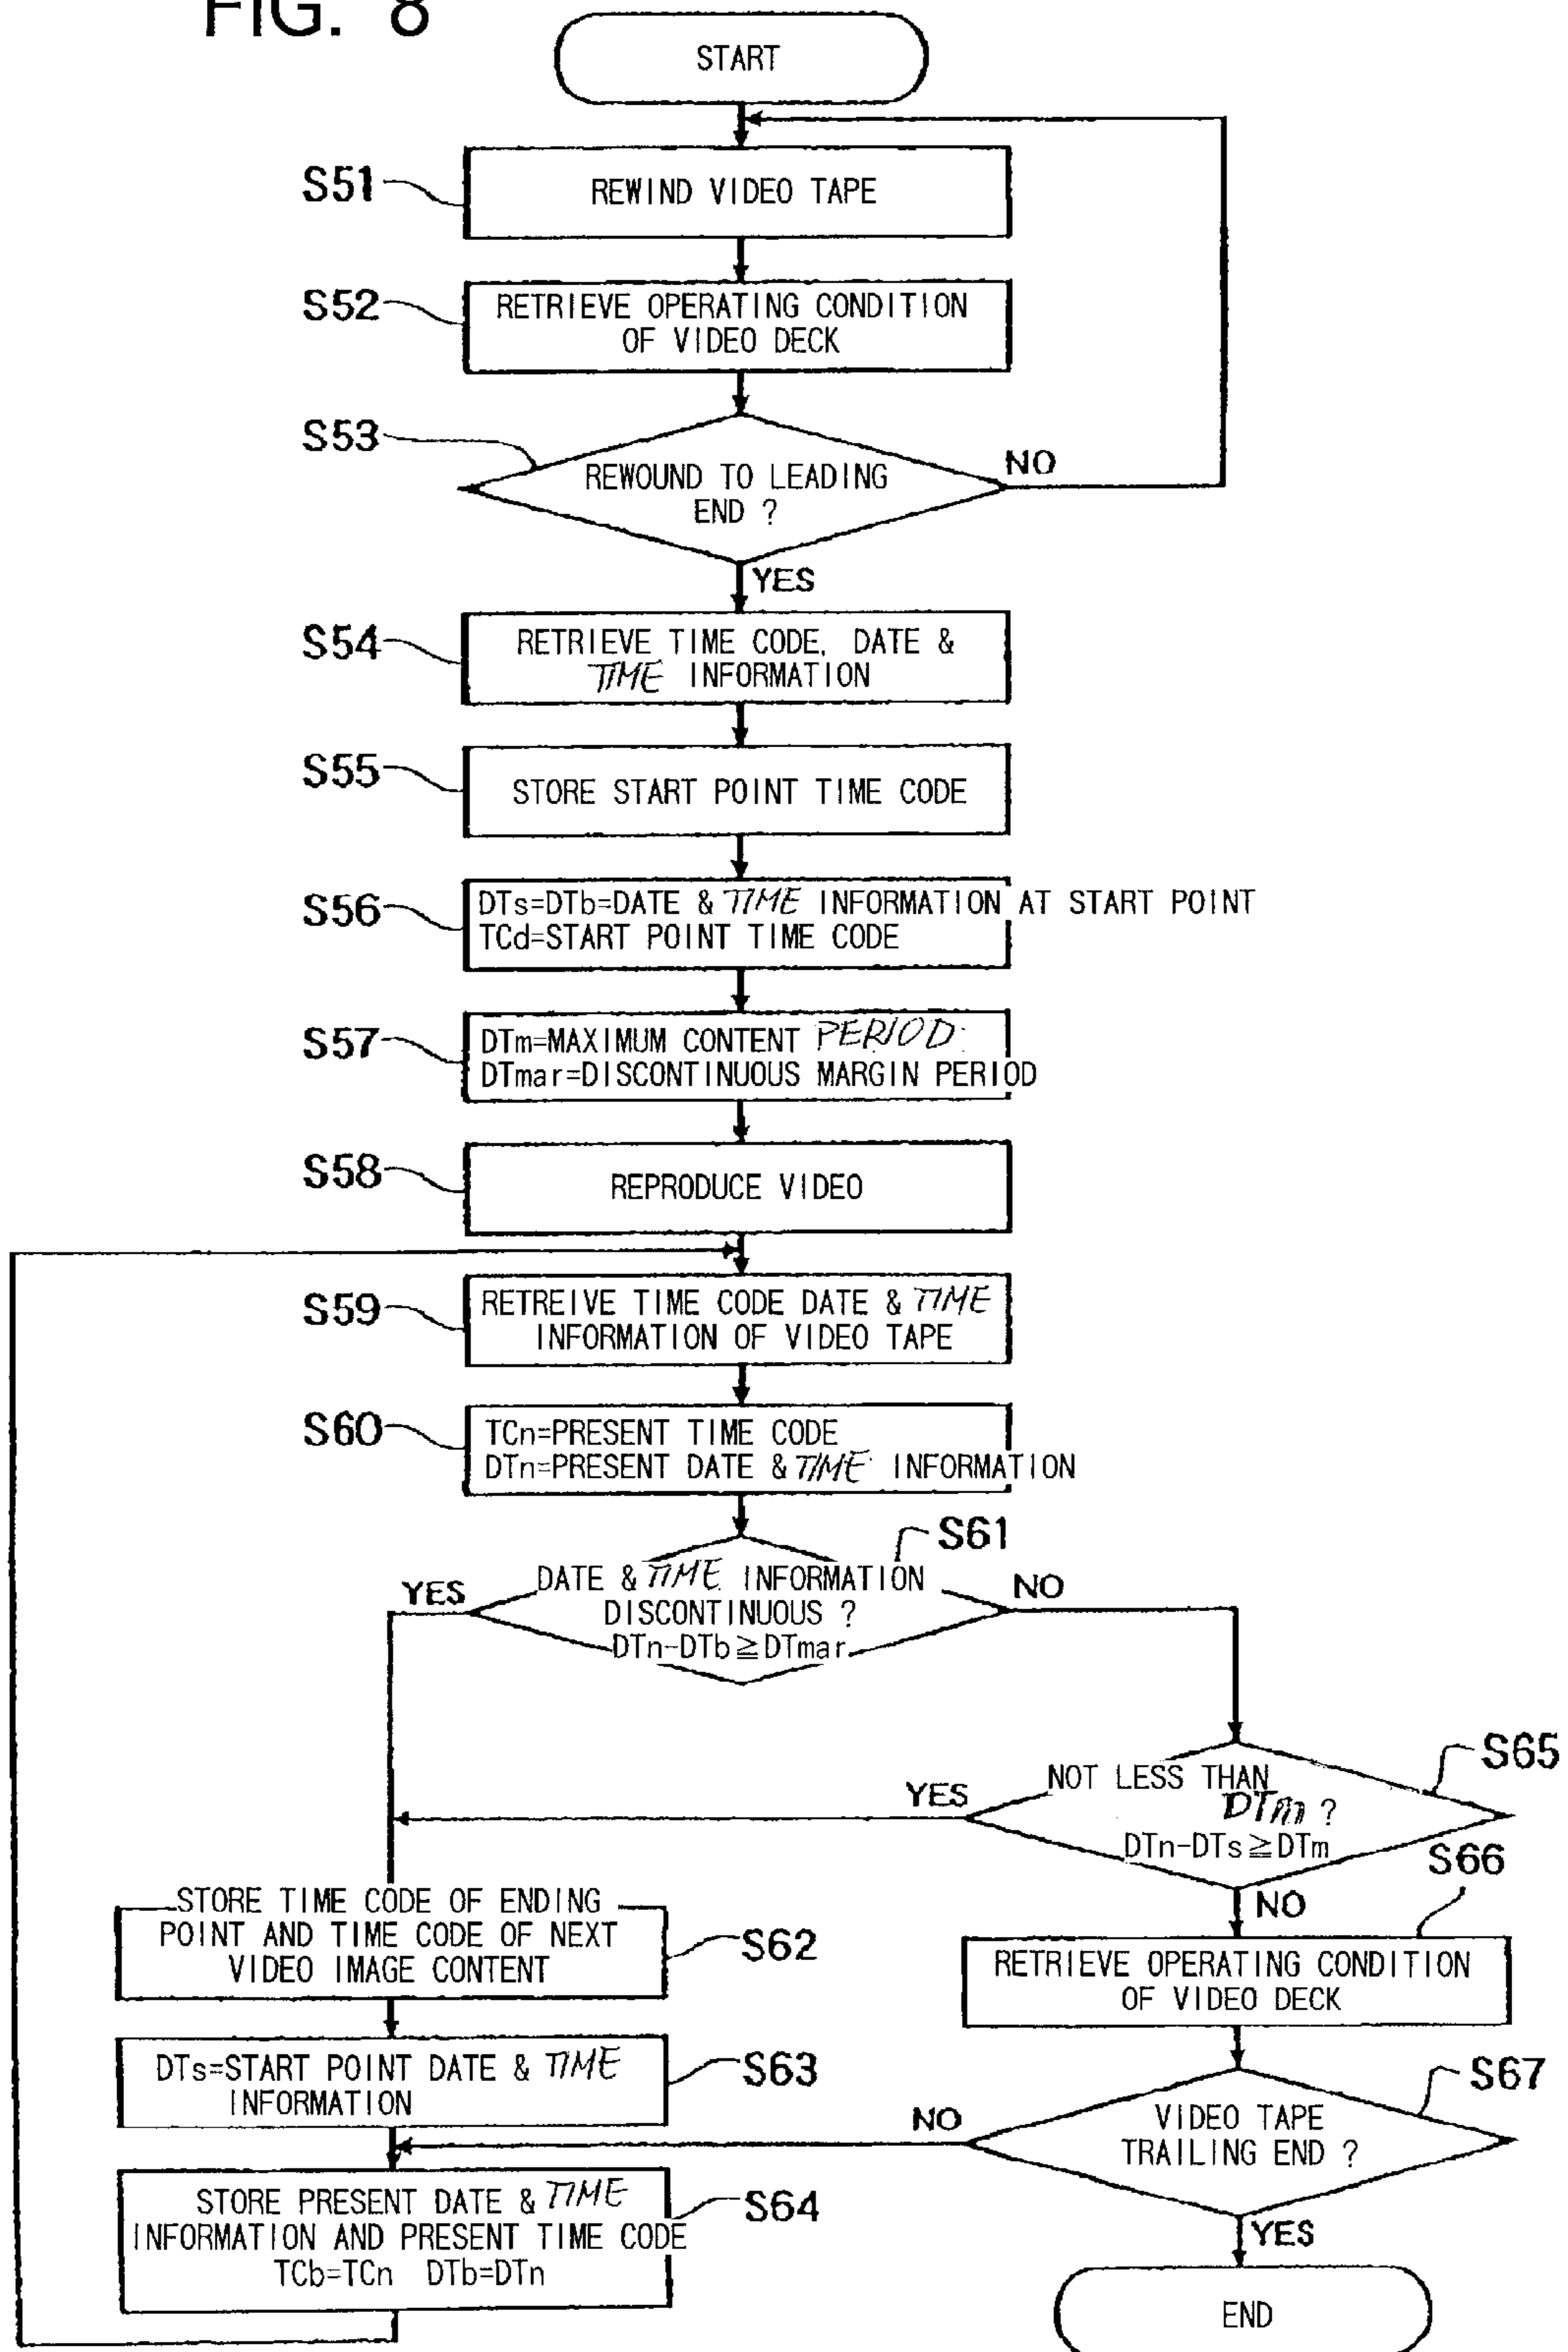 FIG. 8
START
S51
REWIND VIDEO TAPE
S52
RETRIEVE OPERATING CONDITION
OF VIDEO DECK
S53
REWOUND TO LEADING
END ?
NO
YES
S54
RETRIEVE TIME CODE, DATE &
TIME INFORMATION
S55
STORE START POINT TIME CODE
S56
DTs=DTb=DATE & TIME INFORMATION AT START POINT
TCd=START POINT TIME CODE
S57
DTm=MAXIMUM CONTENT PERIOD
DTmar=DISCONTINUOUS MARGIN PERIOD
S58
REPRODUCE VIDEO
S59
RETREIVE TIME CODE DATE & TIME
INFORMATION OF VIDEO TAPE
S60
TCn=PRESENT TIME CODE
DTn=PRESENT DATE & TIME INFORMATION
S61
DATE & TIME INFORMATION
DISCONTINUOUS ?
DTn-DTb≧DTmar
YES
NO
S65
NOT LESS THAN
DTm ?
DTn-DTs≧DTm
YES
NO
S62
STORE TIME CODE OF ENDING
POINT AND TIME CODE OF NEXT
VIDEO IMAGE CONTENT
S66
RETRIEVE OPERATING CONDITION
OF VIDEO DECK
S63
DTs=START POINT DATE & TIME
INFORMATION
S67
VIDEO TAPE
TRAILING END ?
NO
YES
S64
STORE PRESENT DATE & TIME
INFORMATION AND PRESENT TIME CODE
TCb=TCn DTb=DTn
END